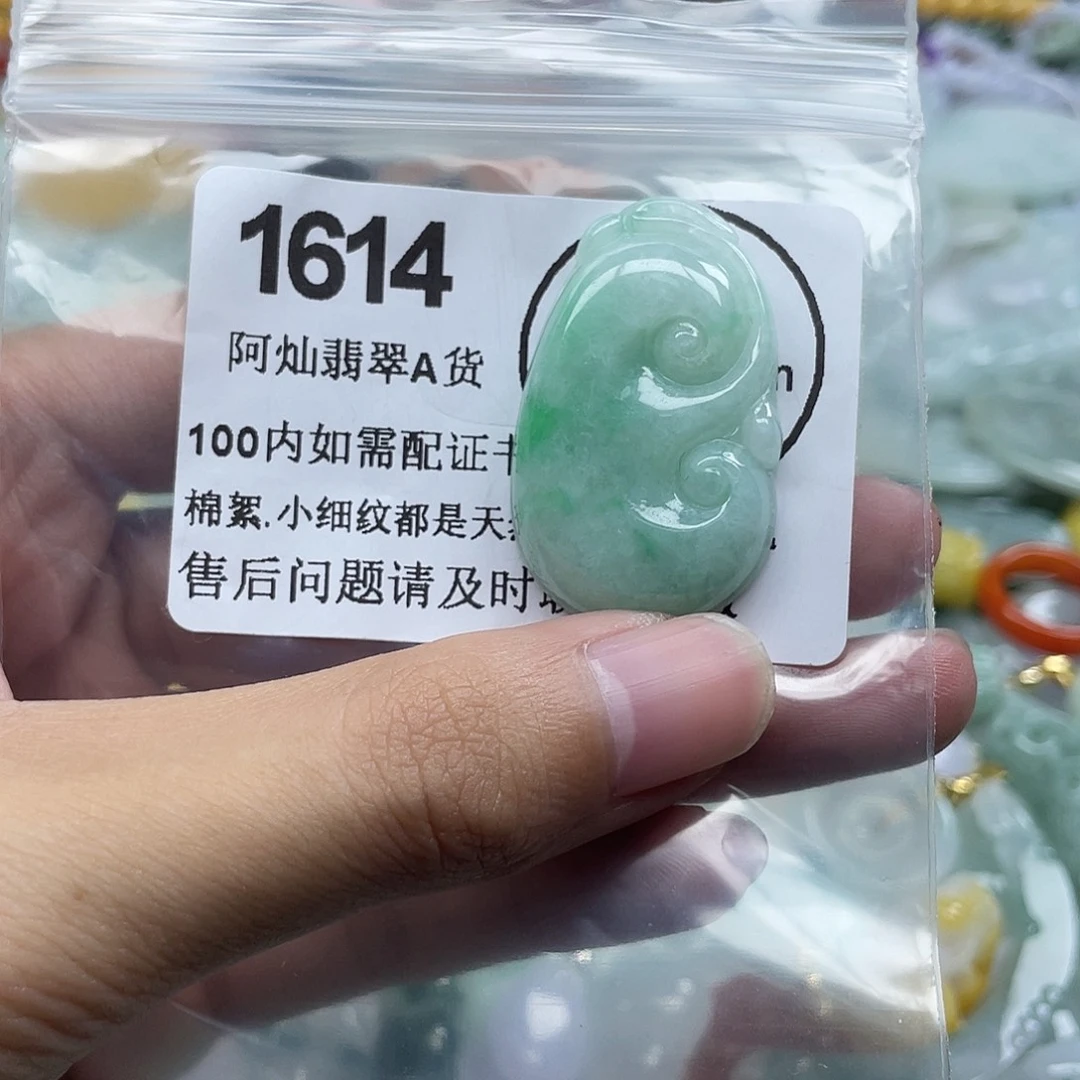 1614
阿灿翡翠A货
100内如需配证书
棉絮.小细纹都是天
售后问题请及时